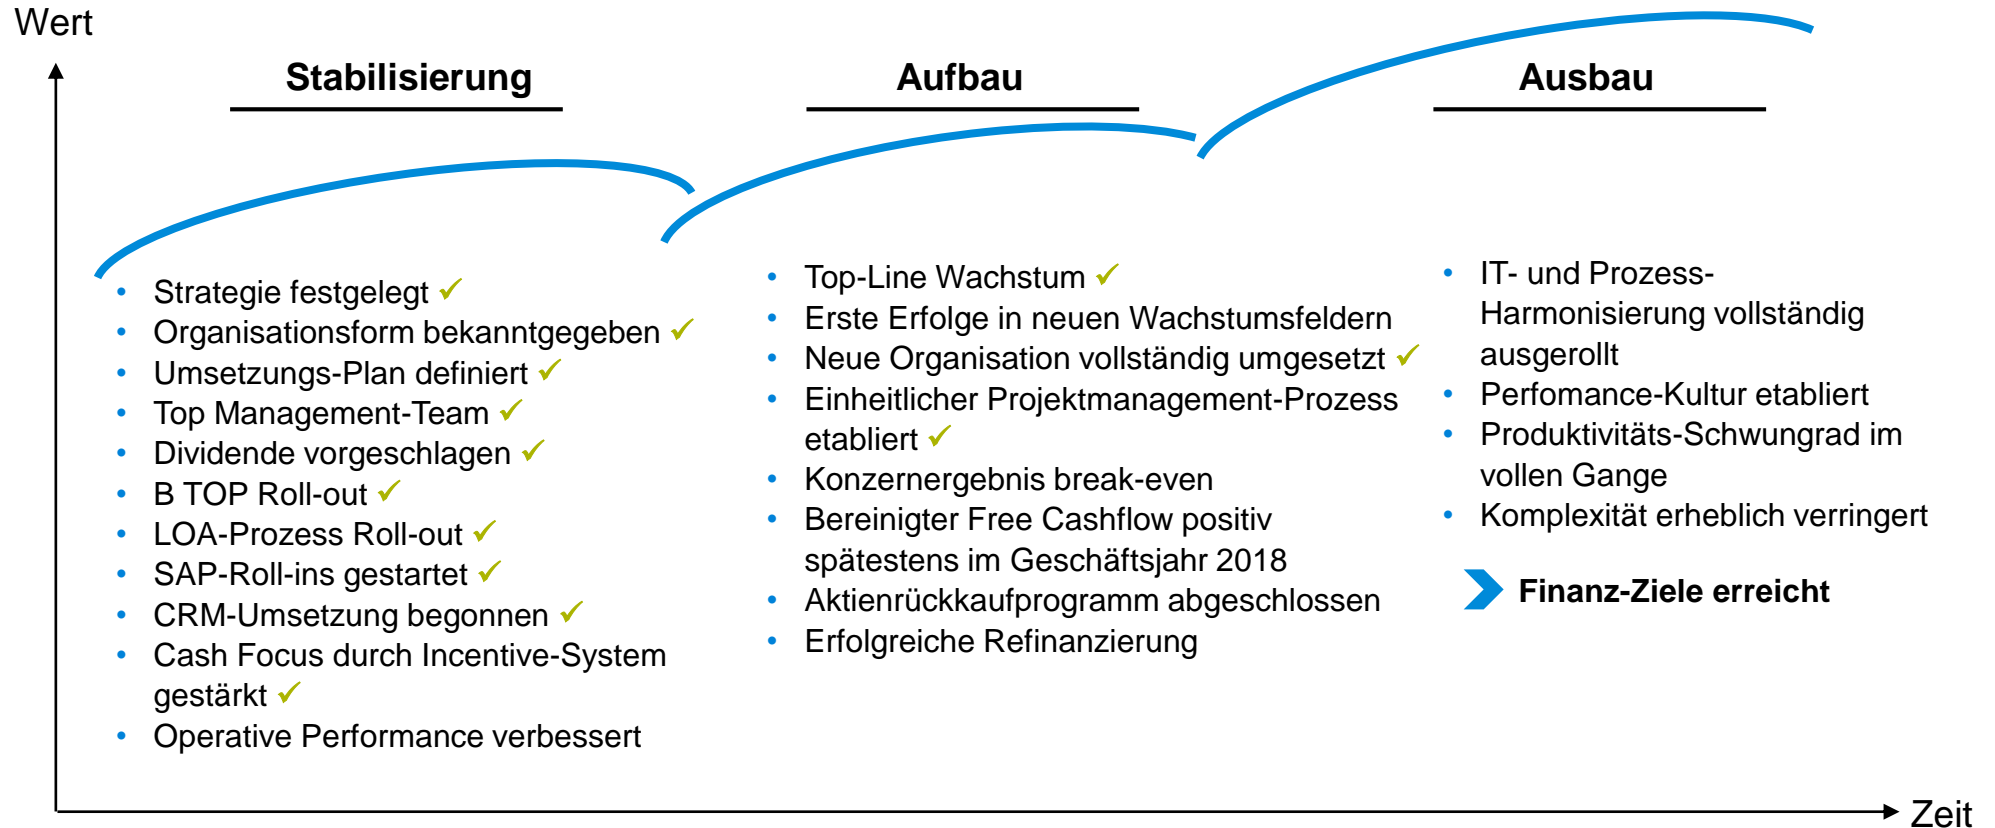 Wert
Stabilisierung
Strategie festgelegt ✓
Organisationsform bekanntgegeben ✓
Umsetzungs-Plan definiert ✓
Top Management-Team ✓
Dividende vorgeschlagen ✓
B TOP Roll-out ✓
LOA-Prozess Roll-out ✓
SAP-Roll-ins gestartet ✓
CRM-Umsetzung begonnen ✓
Cash Focus durch Incentive-System
gestärkt ✓
Operative Performance verbessert
Aufbau
Top-Line Wachstum ✓
Erste Erfolge in neuen Wachstumsfeldern
Neue Organisation vollständig umgesetzt ✓
Einheitlicher Projektmanagement-Prozess
etabliert ✓
Konzernergebnis break-even
Bereinigter Free Cashflow positiv
spätestens im Geschäftsjahr 2018
Aktienrückkaufprogramm abgeschlossen
Erfolgreiche Refinanzierung
Ausbau
IT- und Prozess-
Harmonisierung vollständig
ausgerollt
Perfomance-Kultur etabliert
Produktivitäts-Schwungrad im
vollen Gange
Komplexität erheblich verringert
Finanz-Ziele erreicht
Zeit